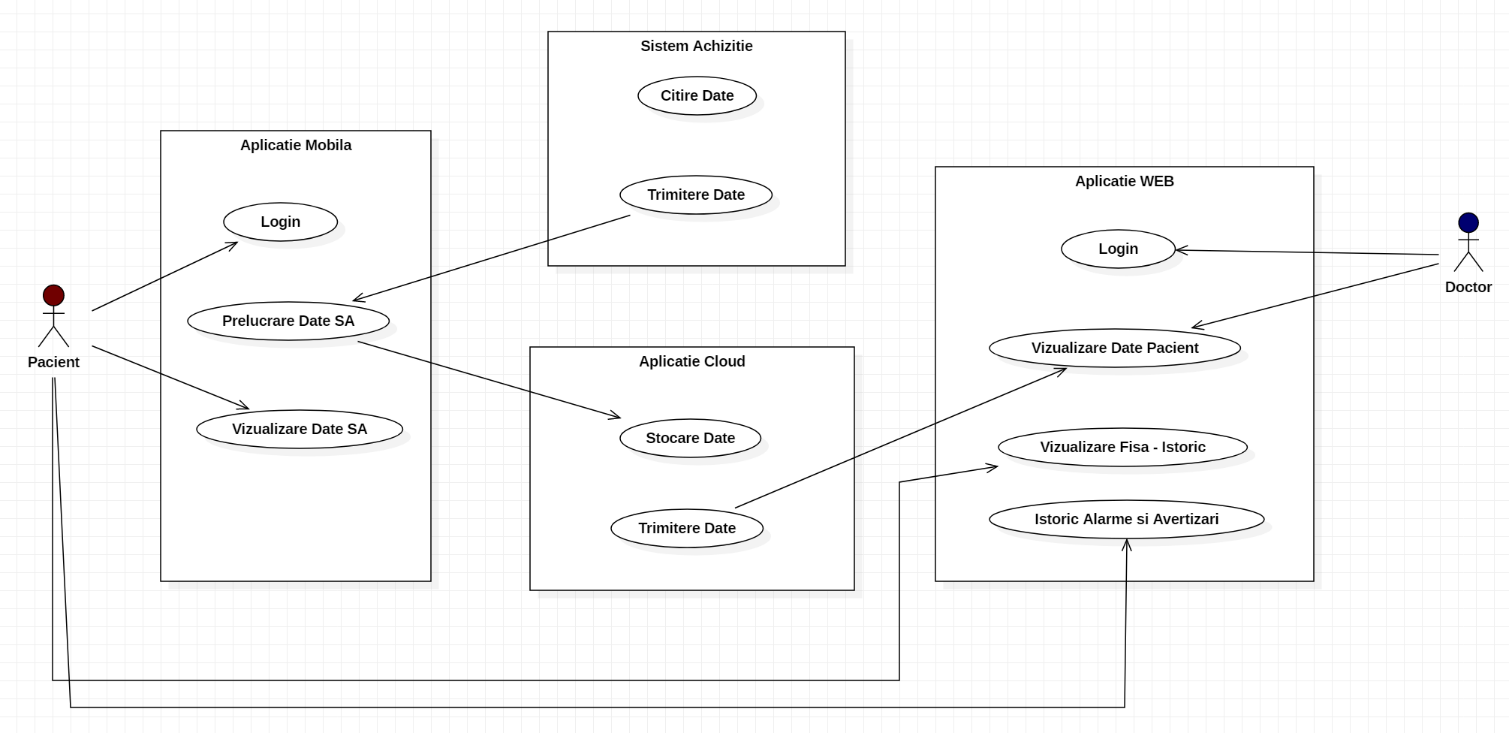 Sistem Achizitie
Citire Date
Trimitere Date
Aplicatie Mobila
Login
Prelucrare Date SA
Vizualizare Date SA
Pacient
Aplicatie Cloud
Stocare Date
Trimitere Date
Aplicatie WEB
Login
Vizualizare Date Pacient
Vizualizare Fisa - Istoric
Istoric Alarme si Avertizari
Doctor